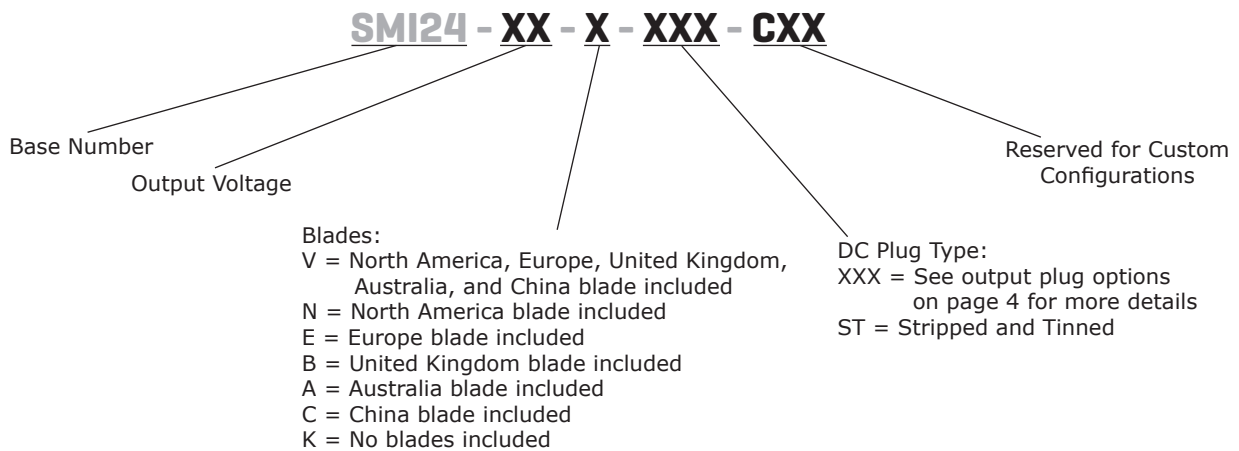 SMI24 - XX - X - XXX - CXX
Base Number
Output Voltage
Reserved for Custom
Configurations
Blades:
V = North America, Europe, United Kingdom,
Australia, and China blade included
N = North America blade included
E = Europe blade included
B = United Kingdom blade included
A = Australia blade included
C = China blade included
K = No blades included
DC Plug Type:
XXX = See output plug options
on page 4 for more details
ST = Stripped and Tinned